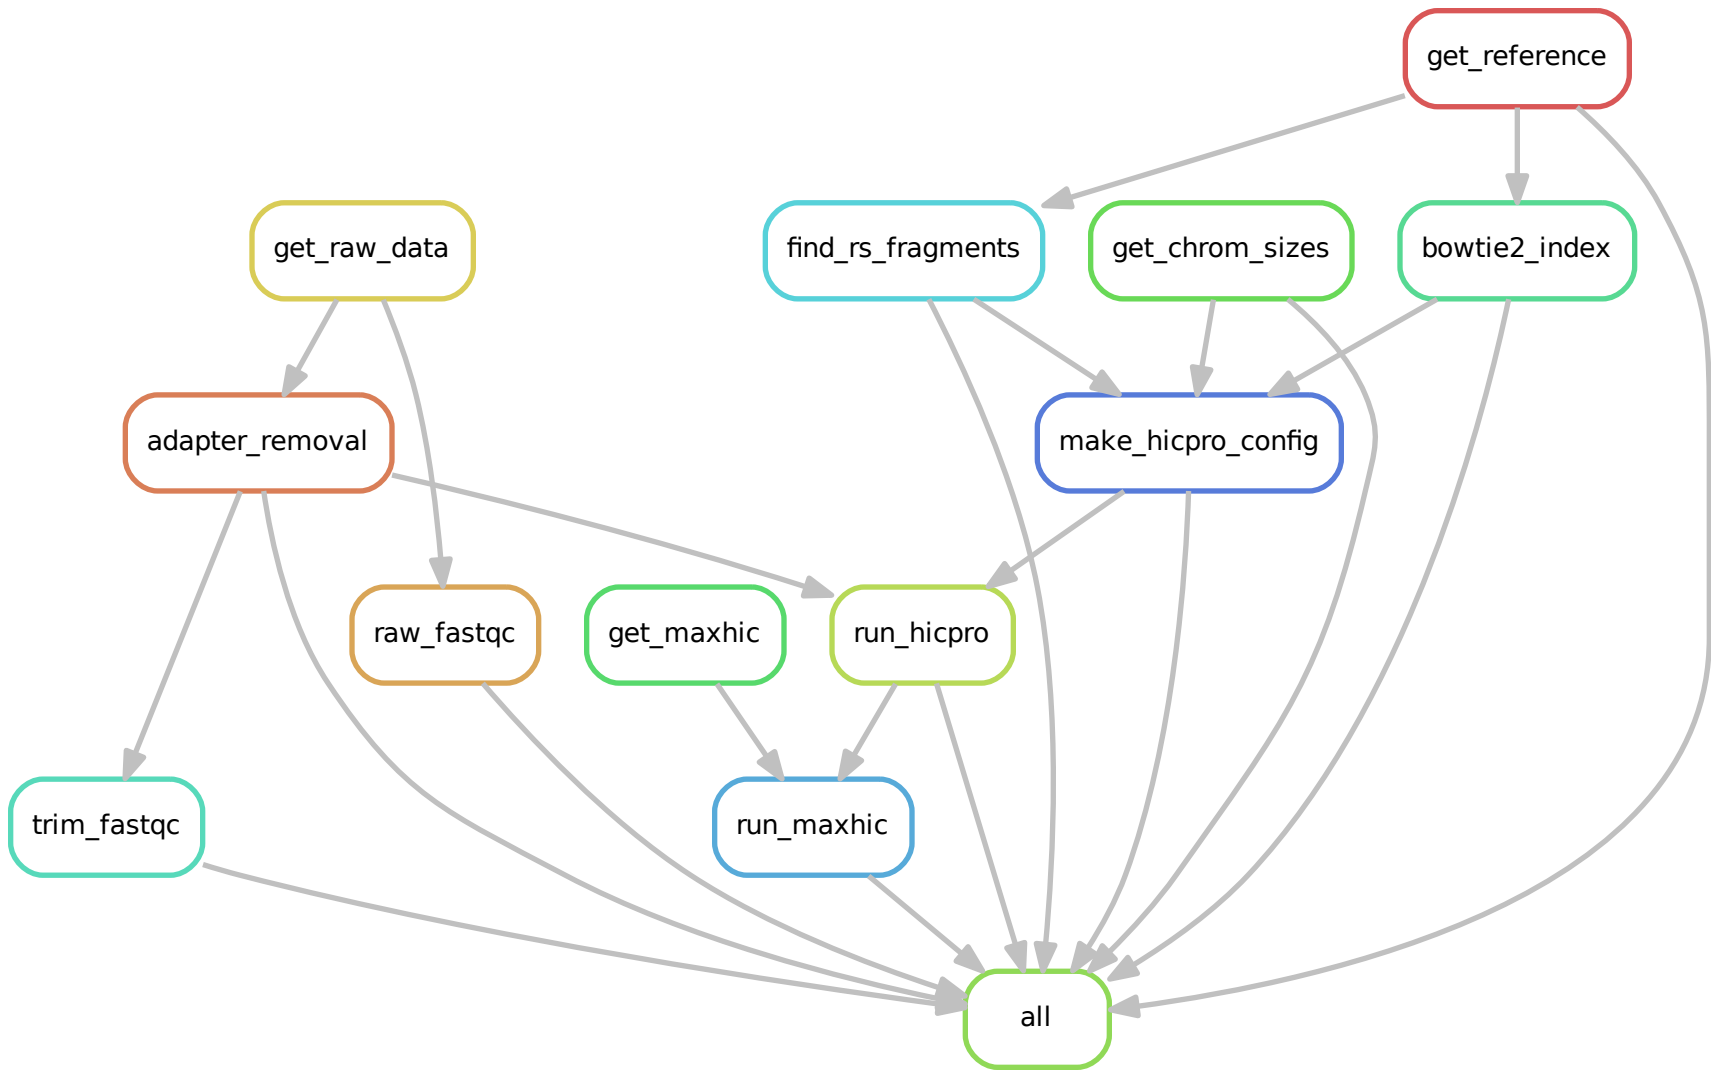 get_reference
get_raw_data
find_rs_fragments
get_chrom_sizes
bowtie2_index
adapter_removal
make_hicpro_config
raw_fastqc
get_maxhic
run_hicpro
trim_fastqc
run_maxhic
all